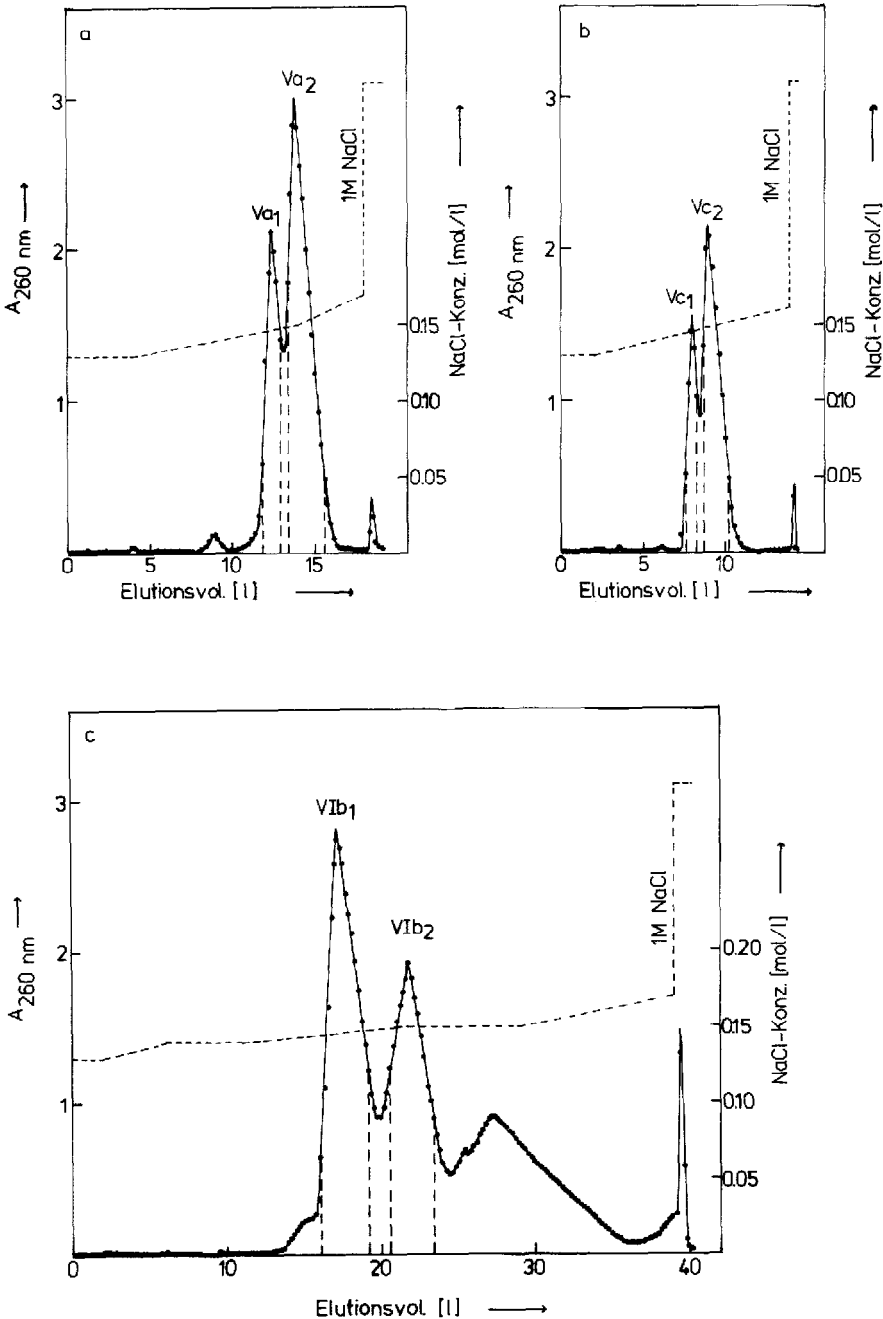 a
Va1
Va2
3
2
1
A260 nm
1M NaCl
0.15
0.10
0.05
NaCl-Konz. [mol/l]
0 5 10 15
Elutionsvol. [l]
b
Vc1
Vc2
3
2
1
A260 nm
1M NaCl
0.15
0.10
0.05
NaCl-Konz. [mol/l]
0 5 10
Elutionsvol. [l]
c
VIb1
VIb2
3
2
1
A260 nm
1M NaCl
0.20
0.15
0.10
0.05
NaCl-Konz. [mol/l]
0 10 20 30 40
Elutionsvol. [l]